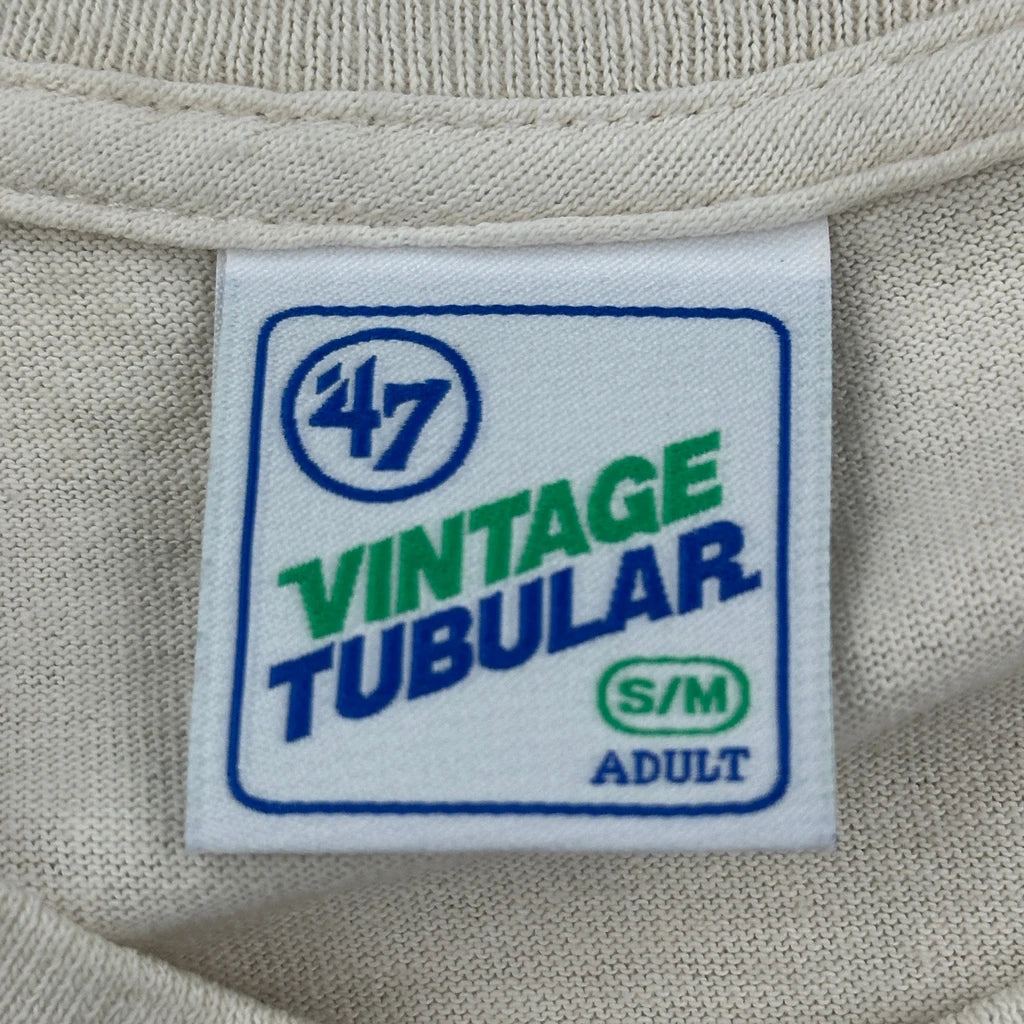 '47
VINTAGE
TUBULAR
S/M
ADULT